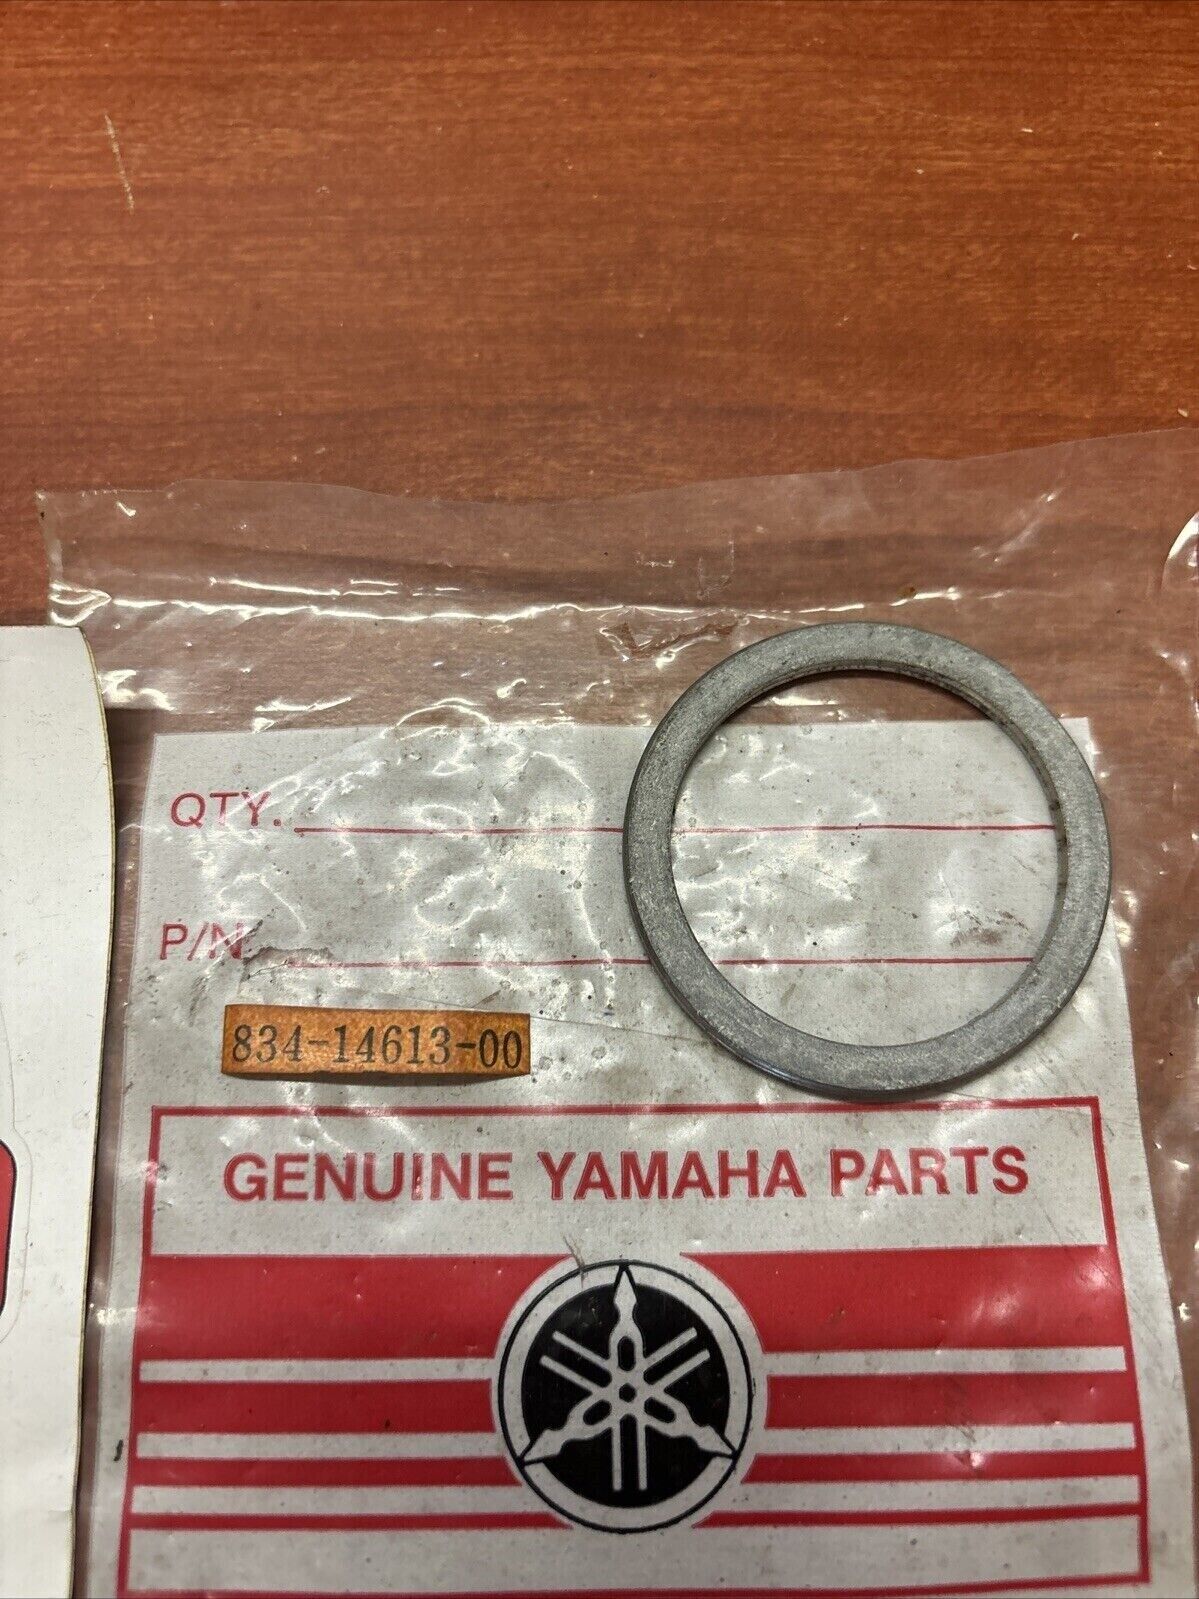 QTY.
P/N
834-14613-00
GENUINE YAMAHA PARTS